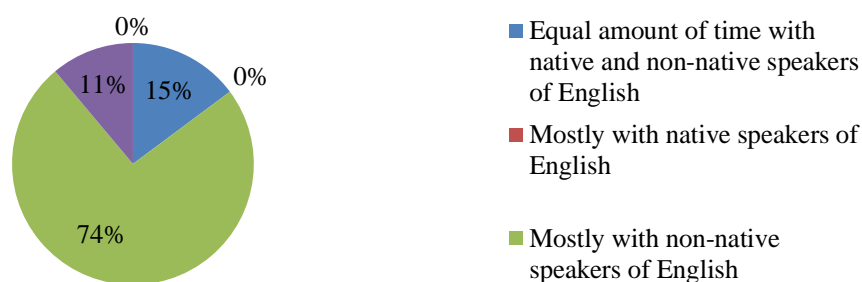 0%
0%
11%
15%
74%
Equal amount of time with
native and non-native speakers
of English
Mostly with native speakers of
English
Mostly with non-native
speakers of English